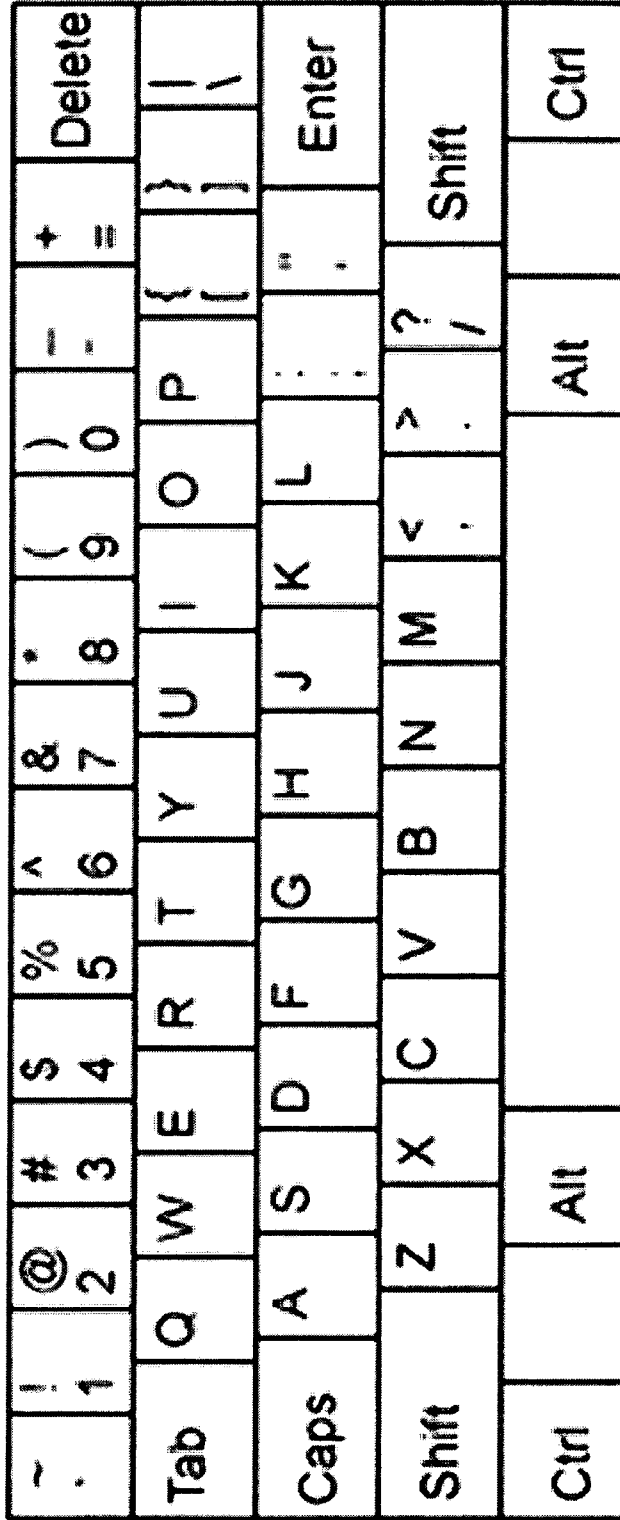 ~ ! @ # $ % ^ & * ( ) _ + Delete
. 1 2 3 4 5 6 7 8 9 0 - =
Tab Q W E R T Y U I O P { } |
[ ] \
Caps A S D F G H J K L : " Enter
; .
Shift Z X C V B N M < > ? Shift
. . /
Ctrl Alt Alt Ctrl